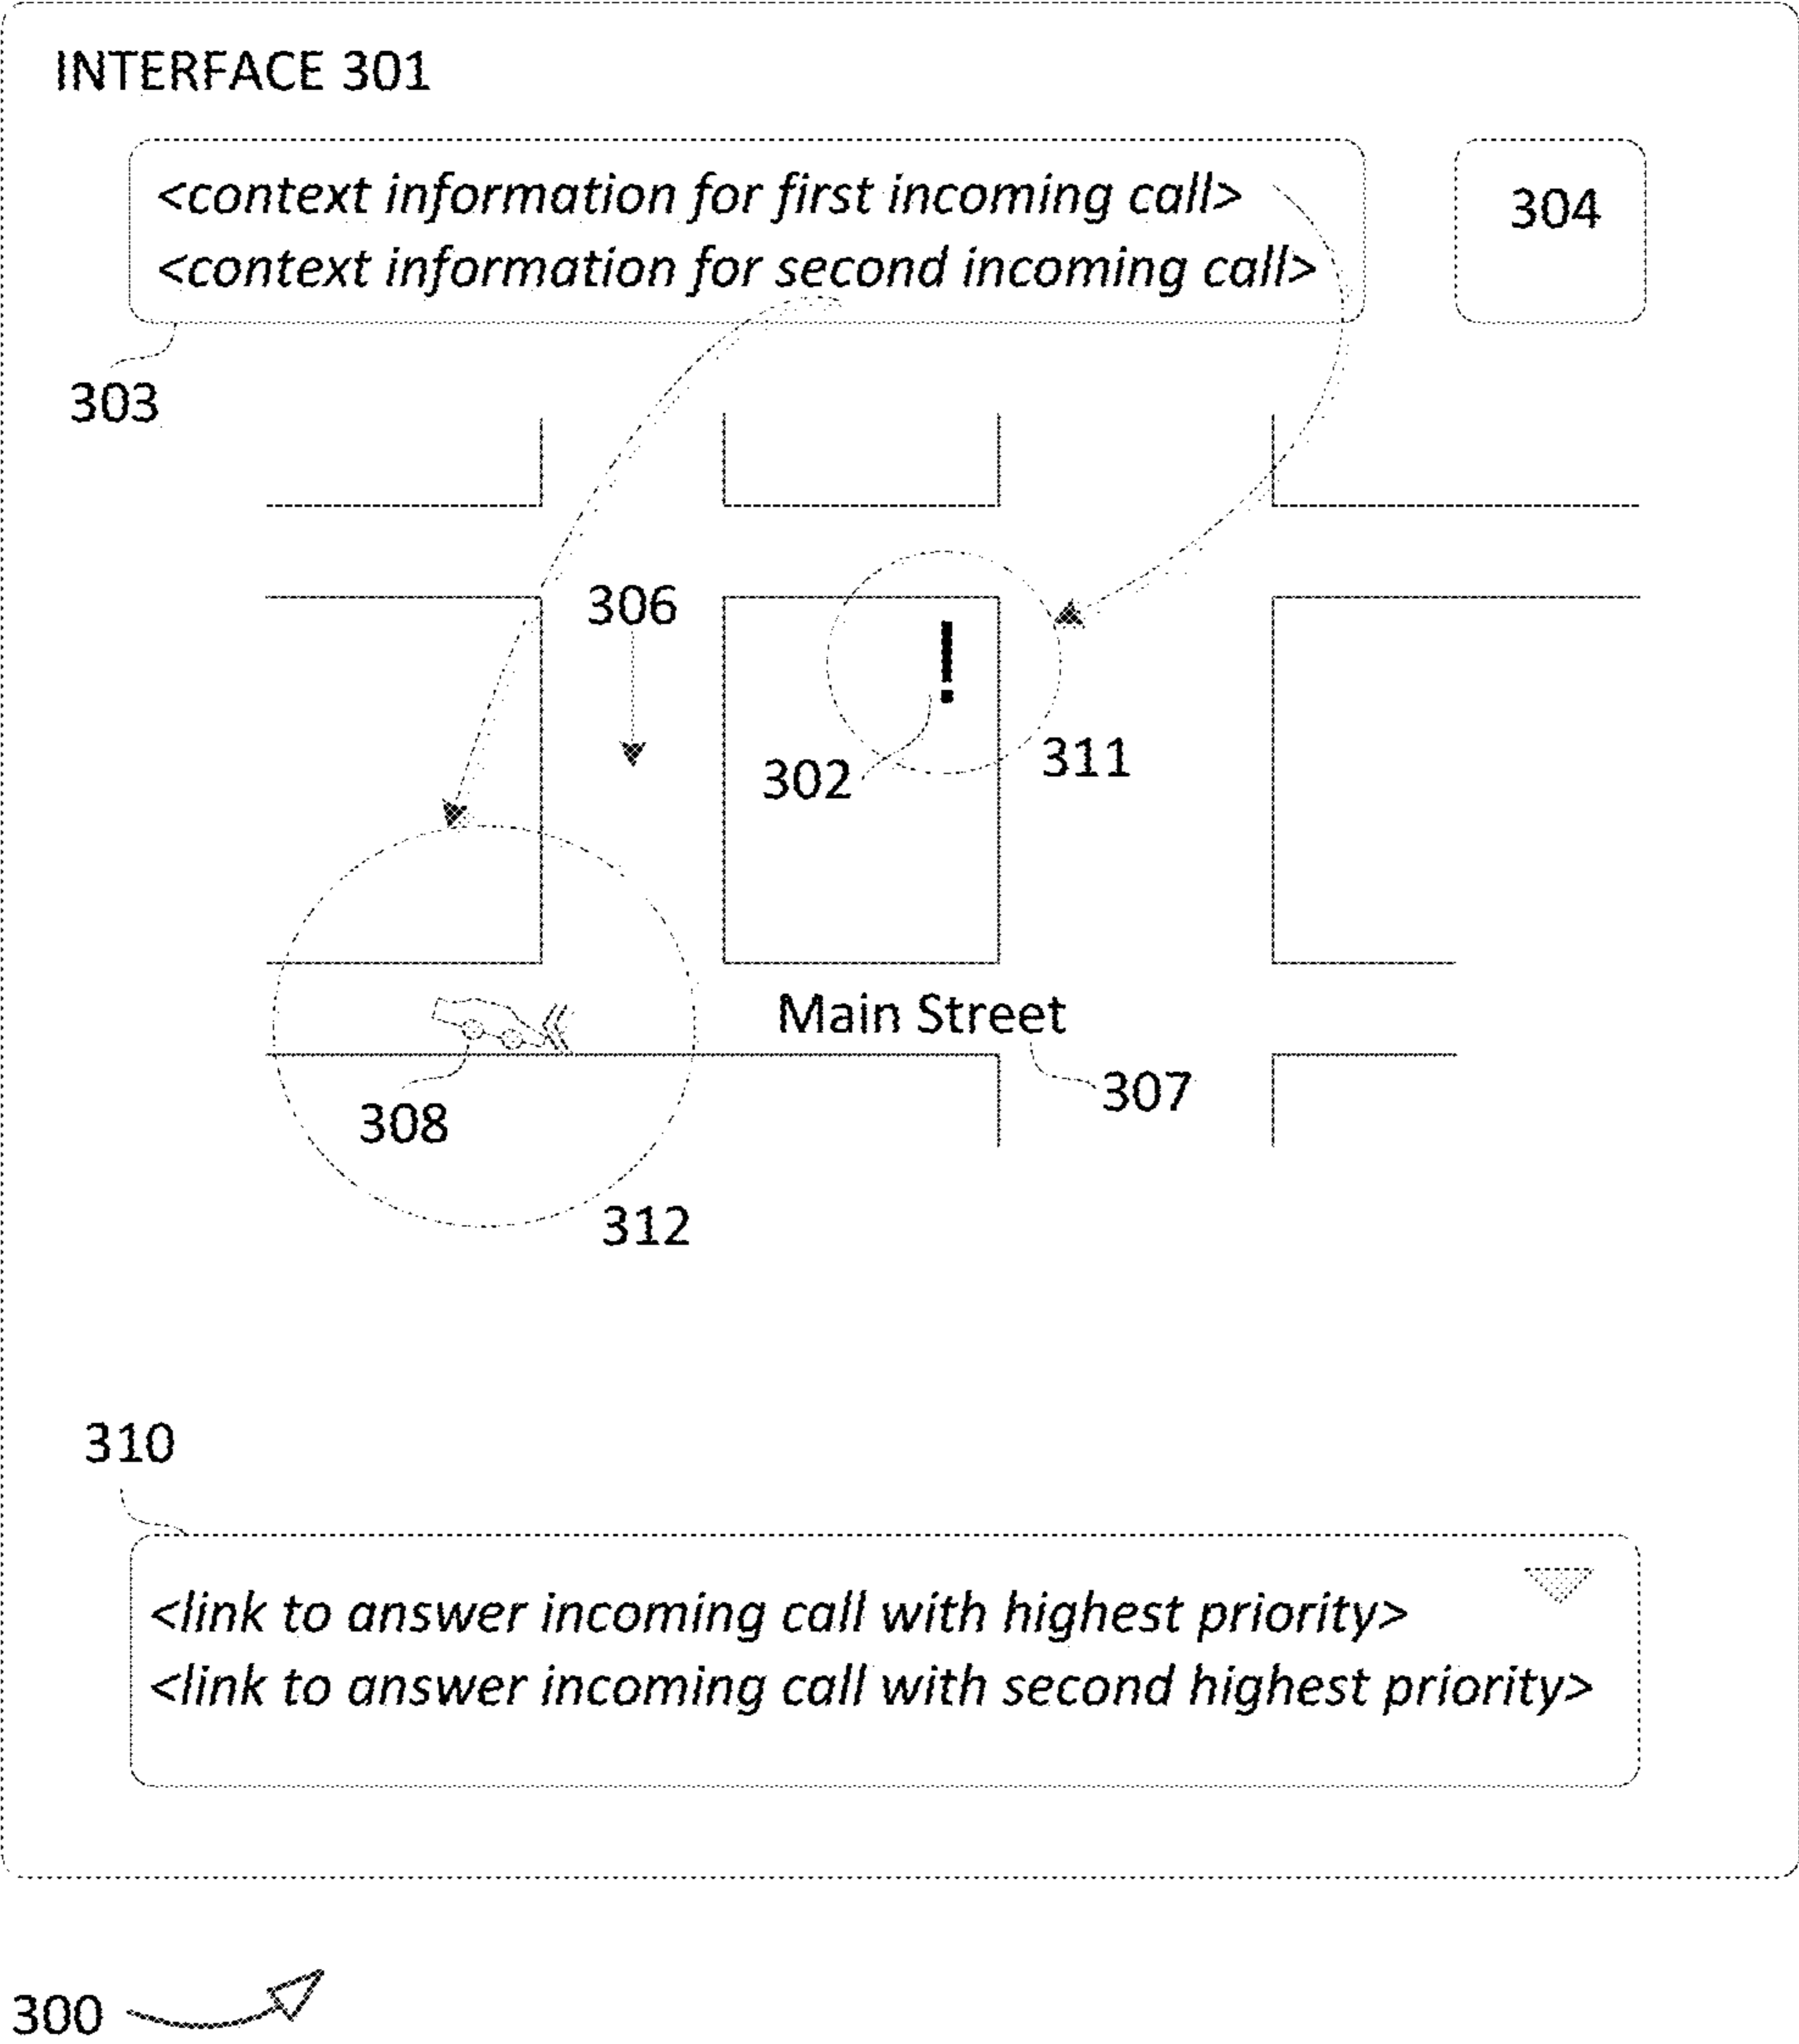 INTERFACE 301
<context information for first incoming call>
<context information for second incoming call>
304
303
306
302
311
Main Street
307
308
312
310
<link to answer incoming call with highest priority>
<link to answer incoming call with second highest priority>
300